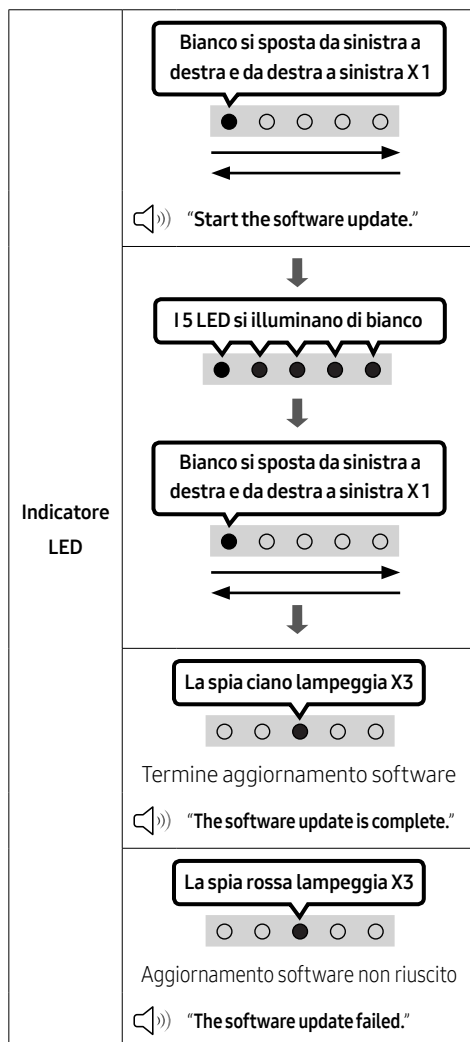 Bianco si sposta da sinistra a
destra e da destra a sinistra X 1
“Start the software update.”
I 5 LED si illuminano di bianco
Bianco si sposta da sinistra a
destra e da destra a sinistra X 1
Indicatore
LED
La spia ciano lampeggia X3
Termine aggiornamento software
“The software update is complete.”
La spia rossa lampeggia X3
Aggiornamento software non riuscito
“The software update failed.”